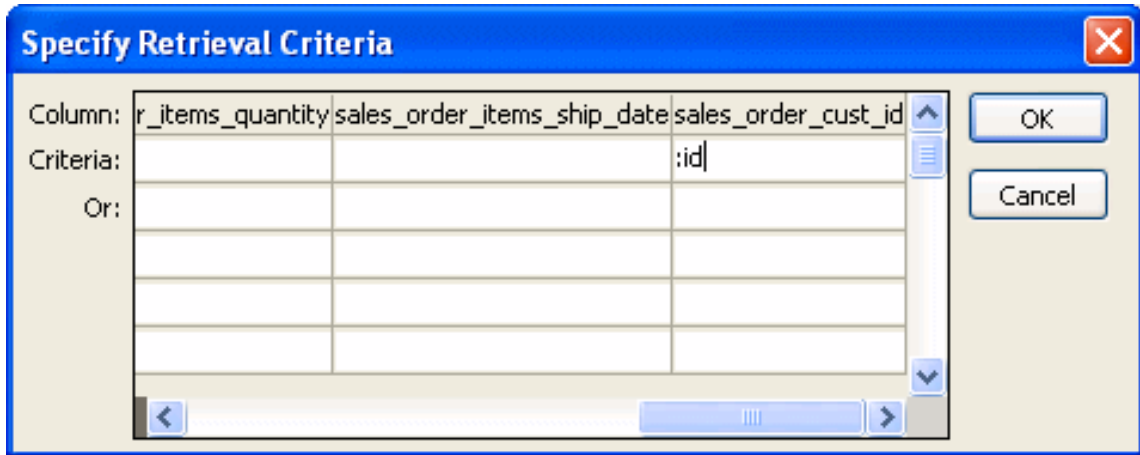 Specify Retrieval Criteria
Column: r_items_quantity sales_order_items_ship_date sales_order_cust_id
OK
Criteria: :id
Or:
Cancel